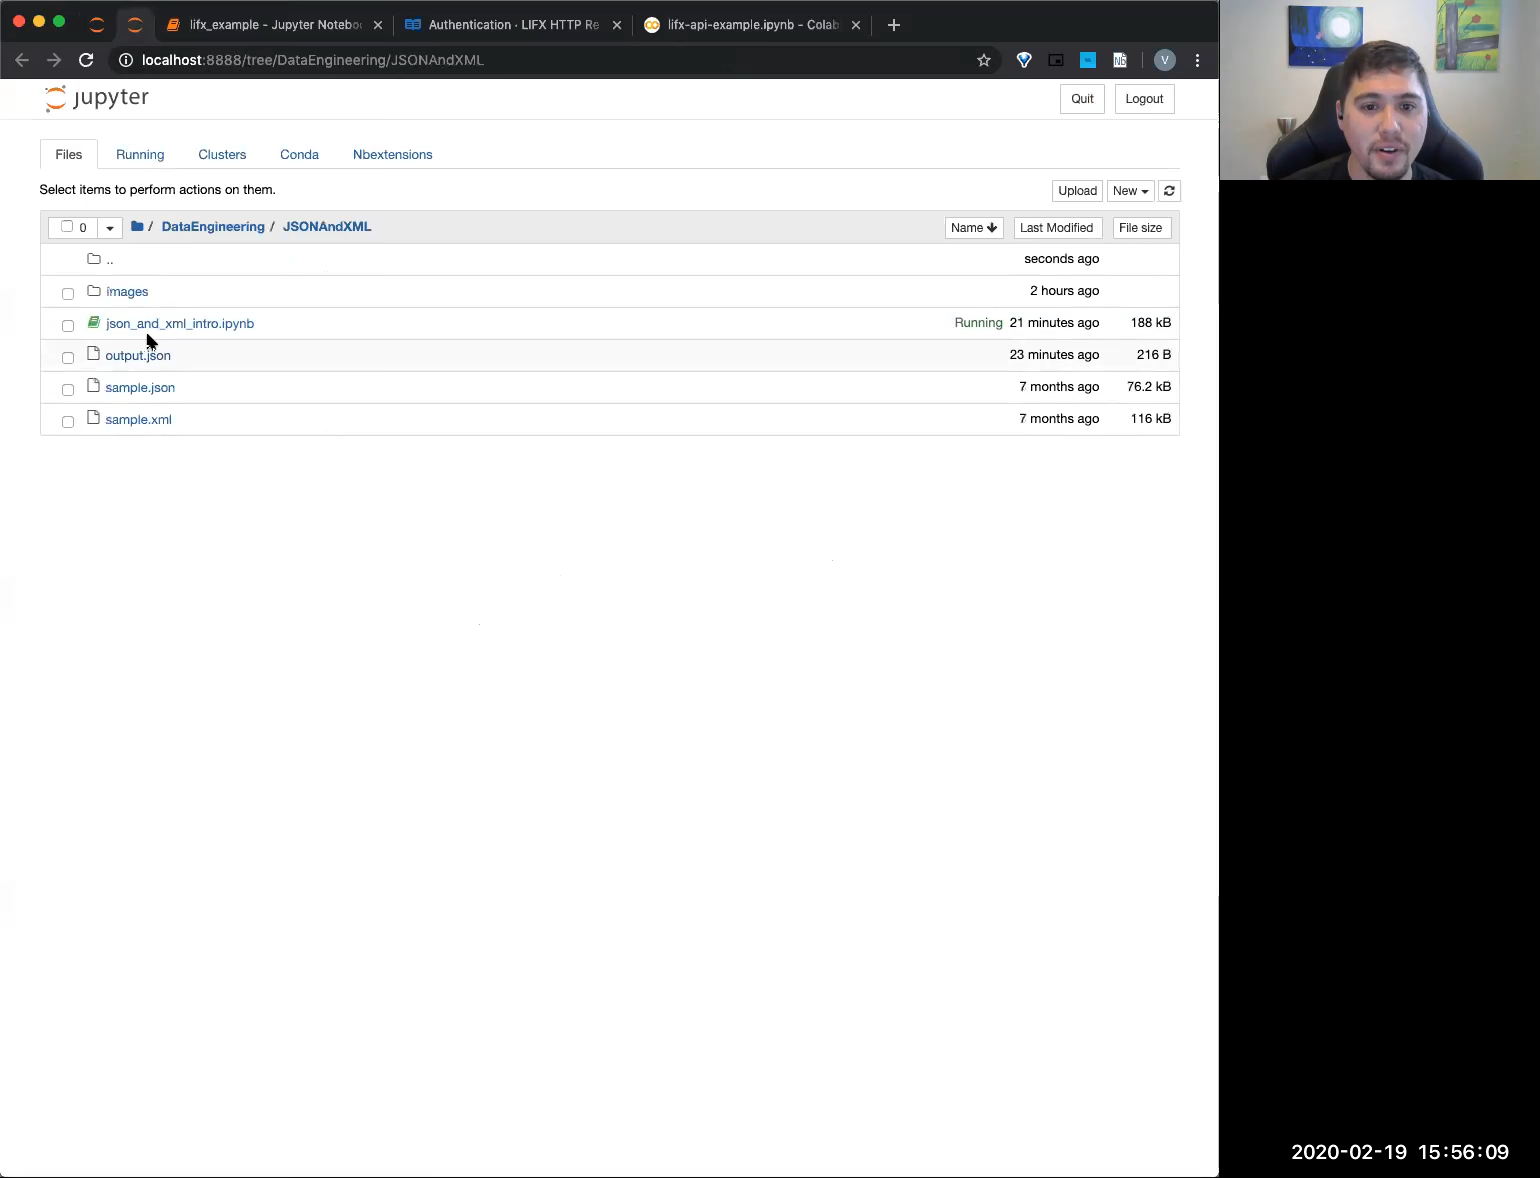 lifx_example - Jupyter Notebo
Authentication · LIFX HTTP Re
lifx-api-example.ipynb - Colab
localhost:8888/tree/DataEngineering/JSONAndXML
V
jupyter
Quit
Logout
Files
Running
Clusters
Conda
Nbextensions
Select items to perform actions on them.
Upload
New
0
/ DataEngineering / JSONAndXML
Name
Last Modified
File size
..
seconds ago
images
2 hours ago
json_and_xml_intro.ipynb
Running 21 minutes ago 188 kB
output.json
23 minutes ago 216 B
sample.json
7 months ago 76.2 kB
sample.xml
7 months ago 116 kB
2020-02-19 15:56:09